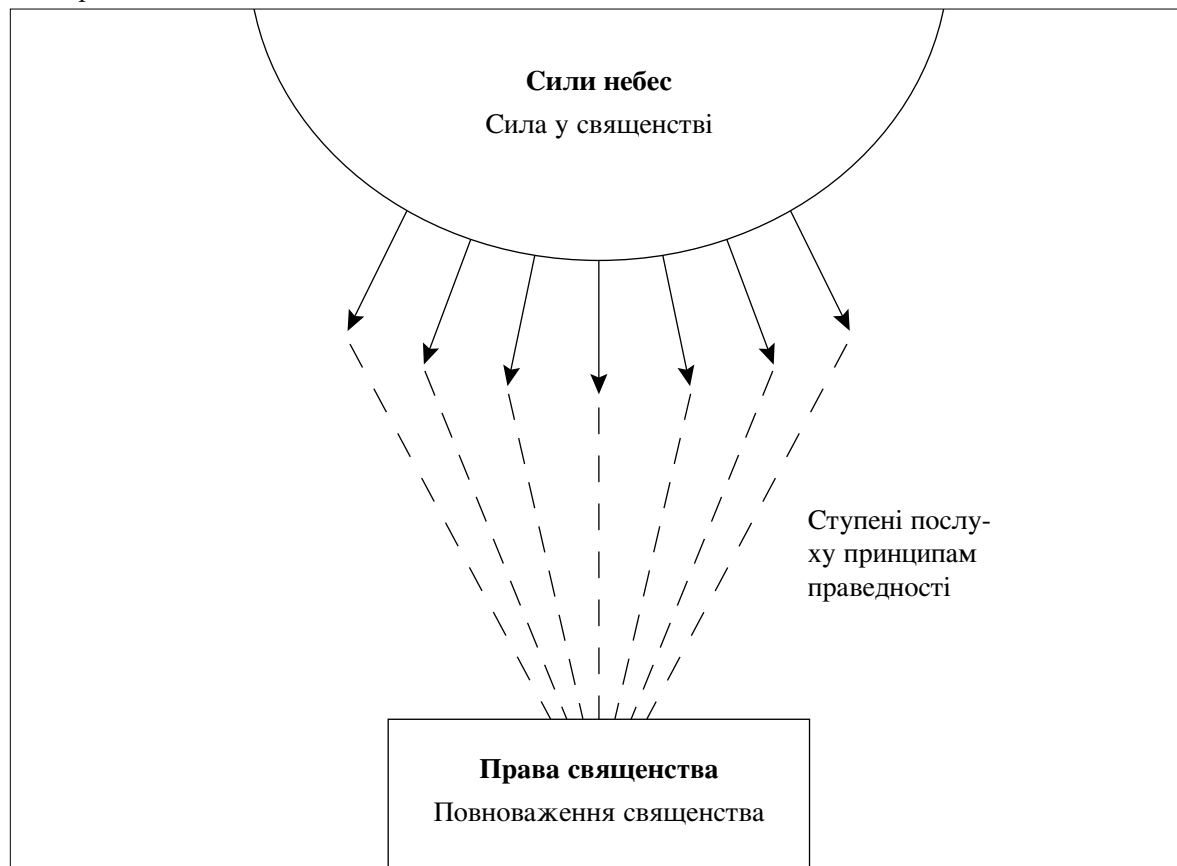 Сили небес
Сила у священстві
Ступені послу-
ху принципам
праведності
Права священства
Повноваження священства